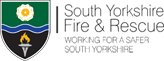 South Yorkshire
Fire & Rescue
WORKING FOR A SAFER
SOUTH YORKSHIRE